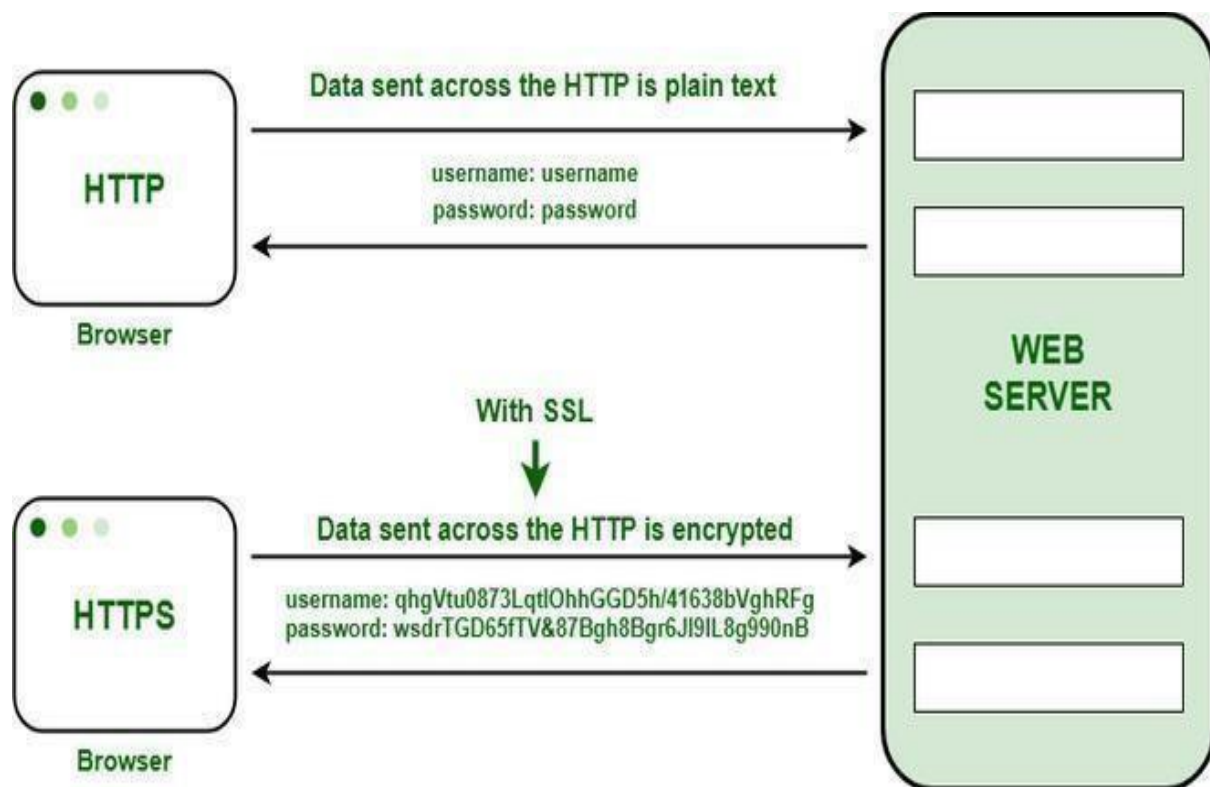 Data sent across the HTTP is plain text
HTTP
username: username
password: password
Browser
WEB
SERVER
With SSL
Data sent across the HTTP is encrypted
HTTPS
username: qhgVtu0873LqtlOhhGGD5h/41638bVghRFg
password: wsdrTGD65fTV&87Bgh8Bgr6Jl9lL8g990nB
Browser